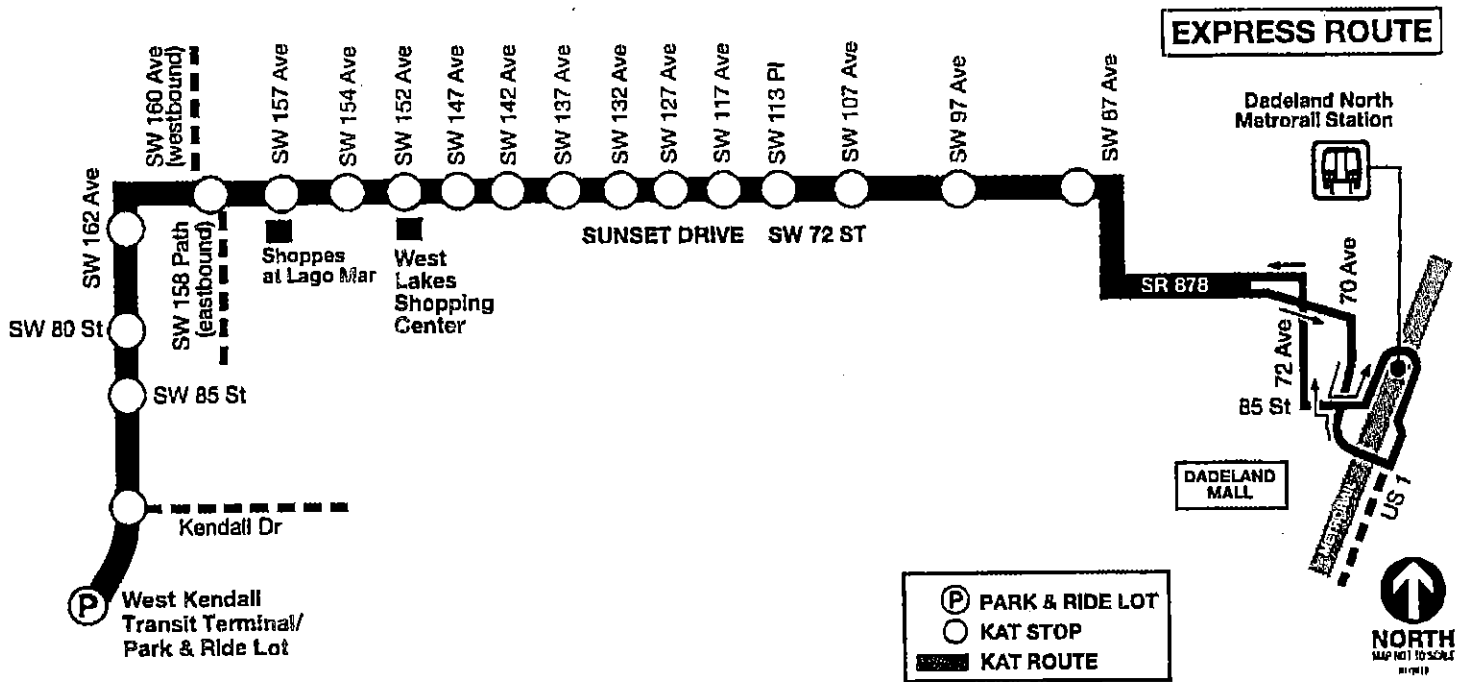 EXPRESS ROUTE
SW 160 Ave
(westbound)
SW 157 Ave
SW 154 Ave
SW 152 Ave
SW 147 Ave
SW 142 Ave
SW 137 Ave
SW 132 Ave
SW 127 Ave
SW 117 Ave
SW 113 Pl
SW 107 Ave
SW 97 Ave
SW 87 Ave
Dadeland North
Metrorail Station
SW 162 Ave
SW 158 Path
(eastbound)
Shoppes
at Lago Mar
West
Lakes
Shopping
Center
SUNSET DRIVE SW 72 ST
SR 878
70 Ave
72 Ave
SW 80 St
SW 85 St
85 St
DADELAND
MALL
METRORAIL
US 1
Kendall Dr
P
West Kendall
Transit Terminal/
Park & Ride Lot
P PARK & RIDE LOT
KAT STOP
KAT ROUTE
NORTH
MAP NOT TO SCALE